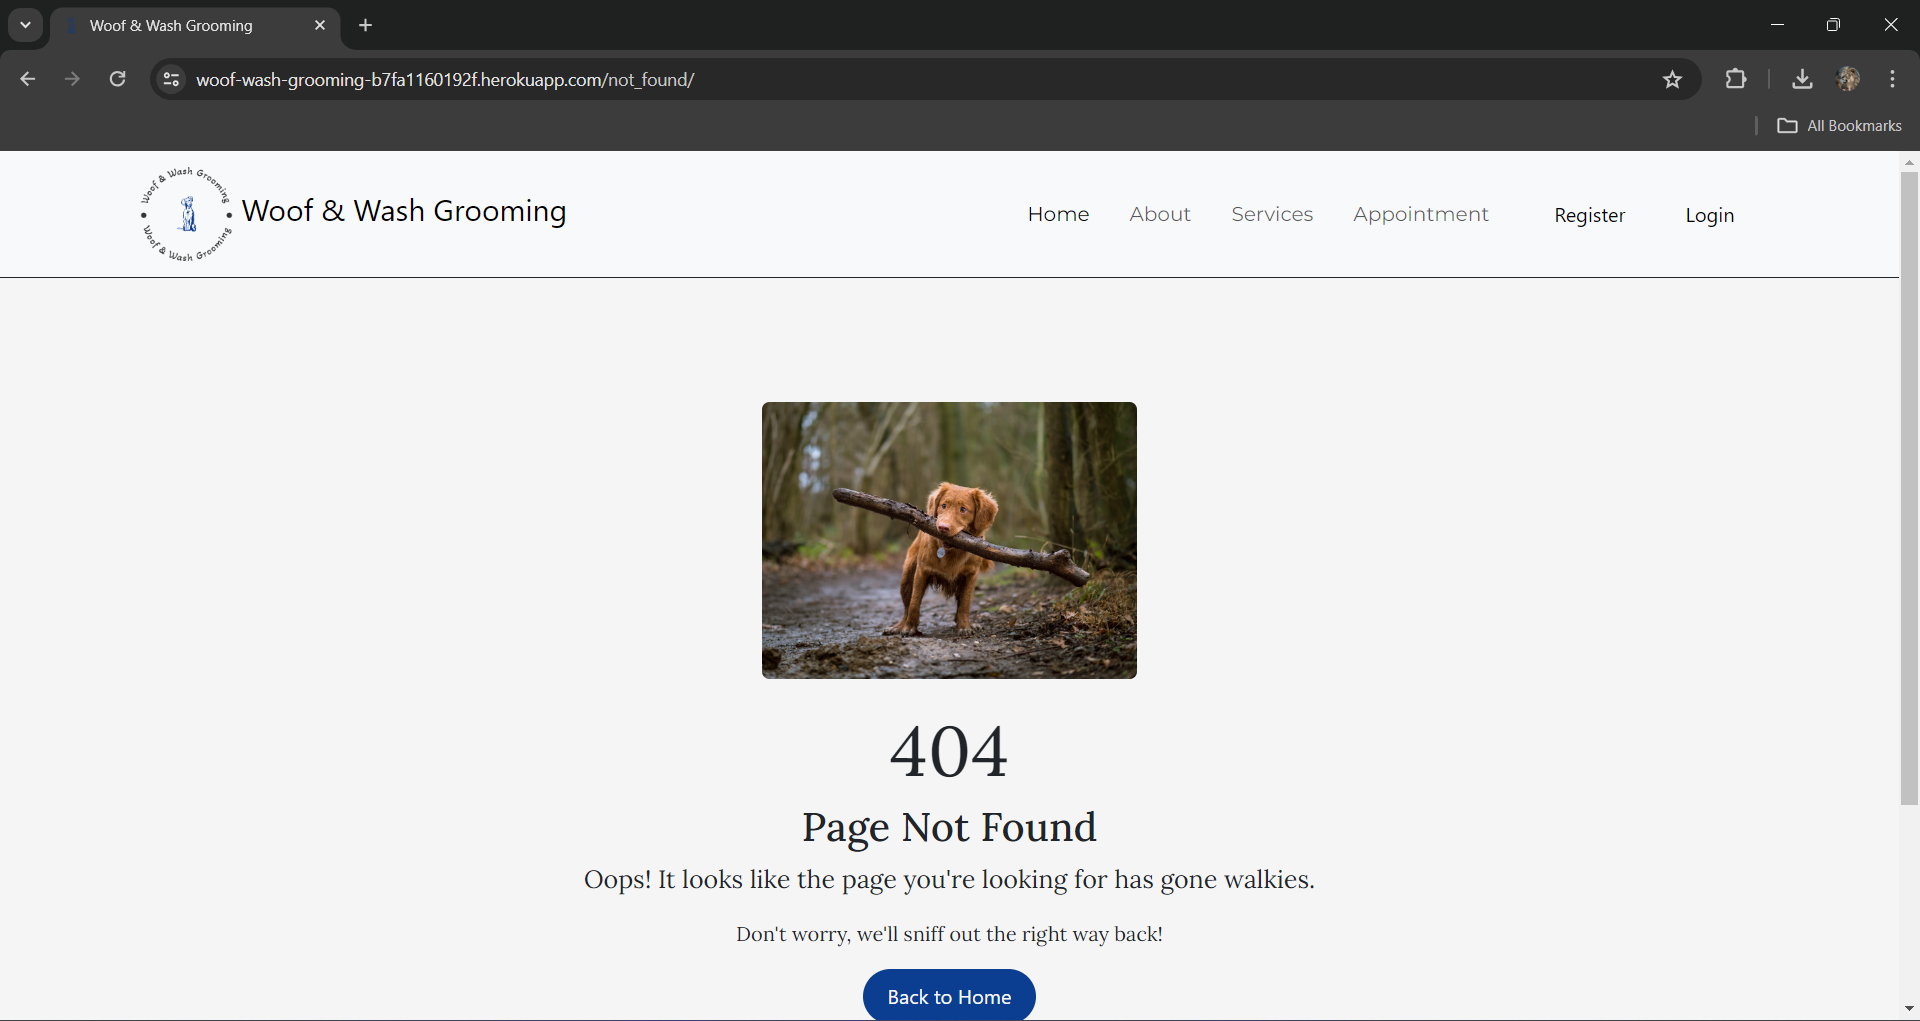 Woof & Wash Grooming
woof-wash-grooming-b7fa1160192f.herokuapp.com/not_found/
All Bookmarks
Woof & Wash Grooming
Woof & Wash Grooming
Woof & Wash Grooming
Home
About
Services
Appointment
Register
Login
404
Page Not Found
Oops! It looks like the page you're looking for has gone walkies.
Don't worry, we'll sniff out the right way back!
Back to Home